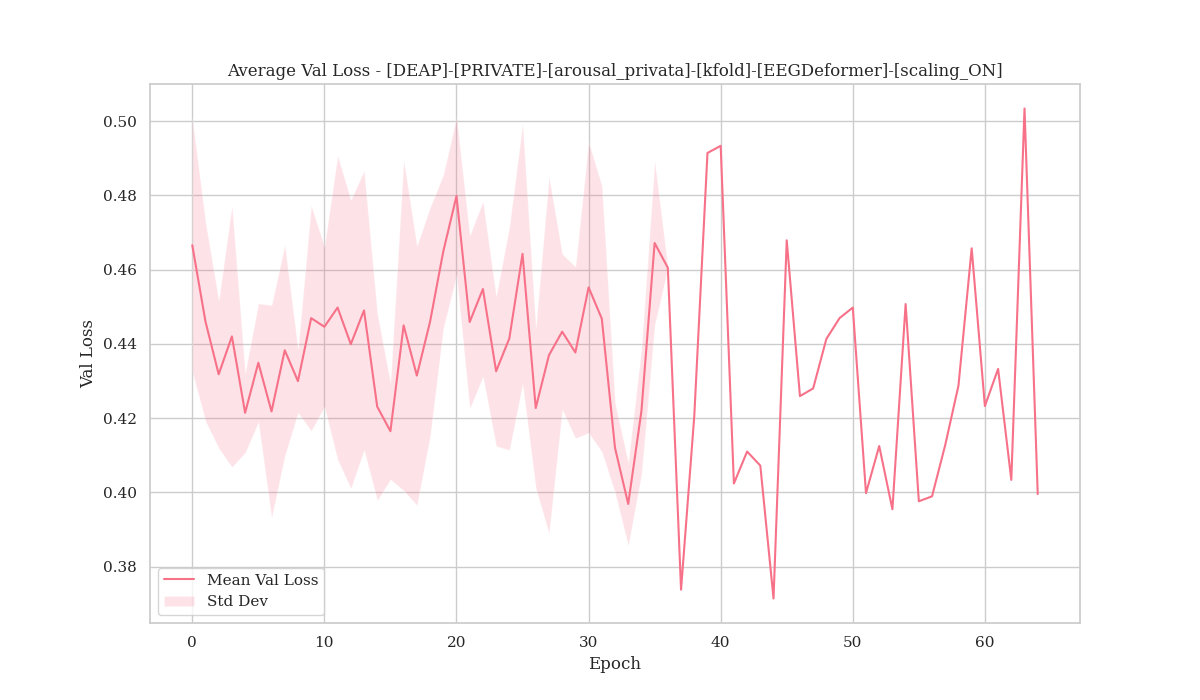 Average Val Loss - [DEAP]-[PRIVATE]-[arousal_privata]-[kfold]-[EEGDeformer]-[scaling_ON]
0.50
0.48
0.46
0.44
0.42
0.40
0.38
Val Loss
Mean Val Loss
Std Dev
0 10 20 30 40 50 60
Epoch